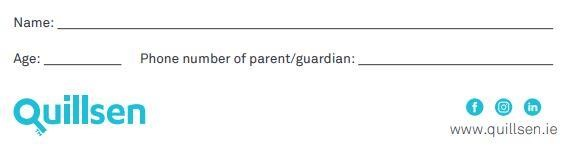 Name:
Age: Phone number of parent/guardian:
Quillsen
www.quillsen.ie